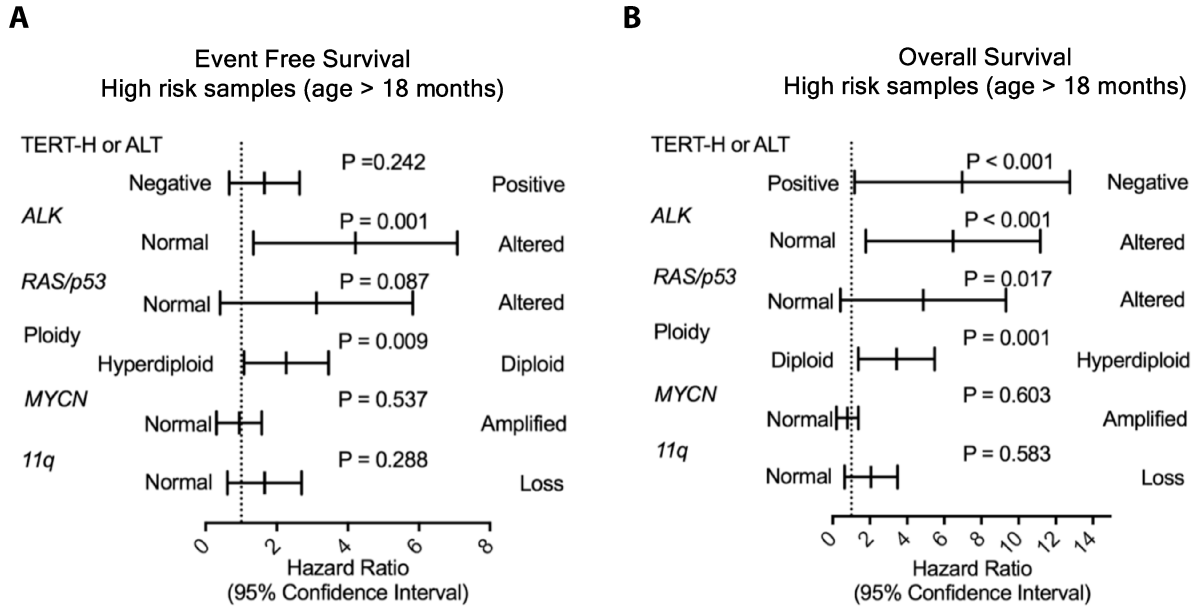 A
Event Free Survival
High risk samples (age > 18 months)
TERT-H or ALT
P =0.242
Negative
Positive
ALK
P = 0.001
Normal
Altered
RAS/p53
P = 0.087
Normal
Altered
Ploidy
P = 0.009
Hyperdiploid
Diploid
MYCN
P = 0.537
Normal
Amplified
11q
P = 0.288
Normal
Loss
0 2 4 6 8
Hazard Ratio
(95% Confidence Interval)
B
Overall Survival
High risk samples (age > 18 months)
TERT-H or ALT
P < 0.001
Positive
Negative
ALK
P < 0.001
Normal
Altered
RAS/p53
P = 0.017
Normal
Altered
Ploidy
P = 0.001
Diploid
Hyperdiploid
MYCN
P = 0.603
Normal
Amplified
11q
P = 0.583
Normal
Loss
0 2 4 6 8 10 12 14
Hazard Ratio
(95% Confidence Interval)